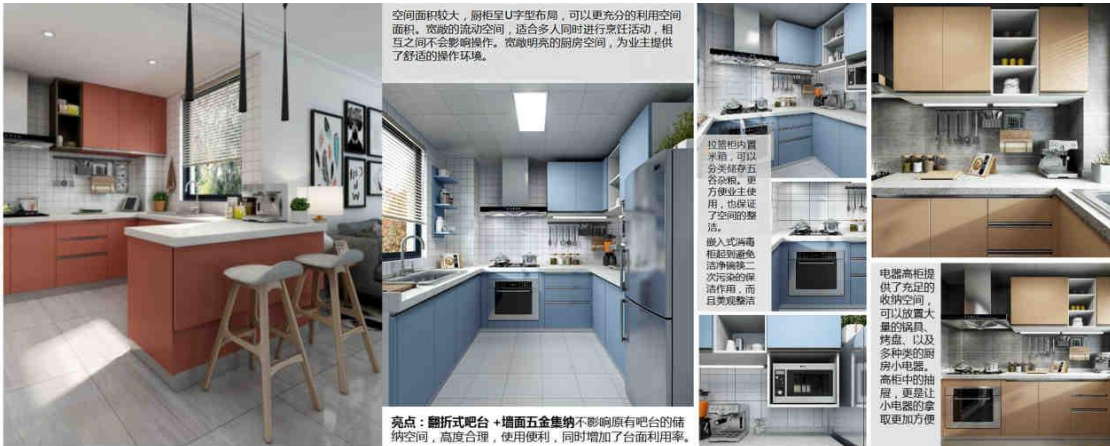 空间面积较大，厨柜呈U字型布局，可以更充分的利用空间
面积。宽敞的流动空间，适合多人同时进行烹饪活动，相
互之间不会影响操作。宽敞明亮的厨房空间，为业主提供
了舒适的操作环境。
亮点：翻折式吧台 +墙面五金集纳不影响原有吧台的储
纳空间，高度合理，使用便利，同时增加了台面利用率。
拉篮柜内置
米箱，可以
分类储存五
谷杂粮。更
方便业主使
用，也保证
了空间的整
洁。
嵌入式消毒
柜起到避免
洁净碗筷二
次污染的保
洁作用，而
且美观整洁
电器高柜提
供了充足的
收纳空间，
可以放置大
量的锅具、
烤盘、以及
多种类的厨
房小电器。
高柜中的抽
屉，更是让
小电器的拿
取更加方便